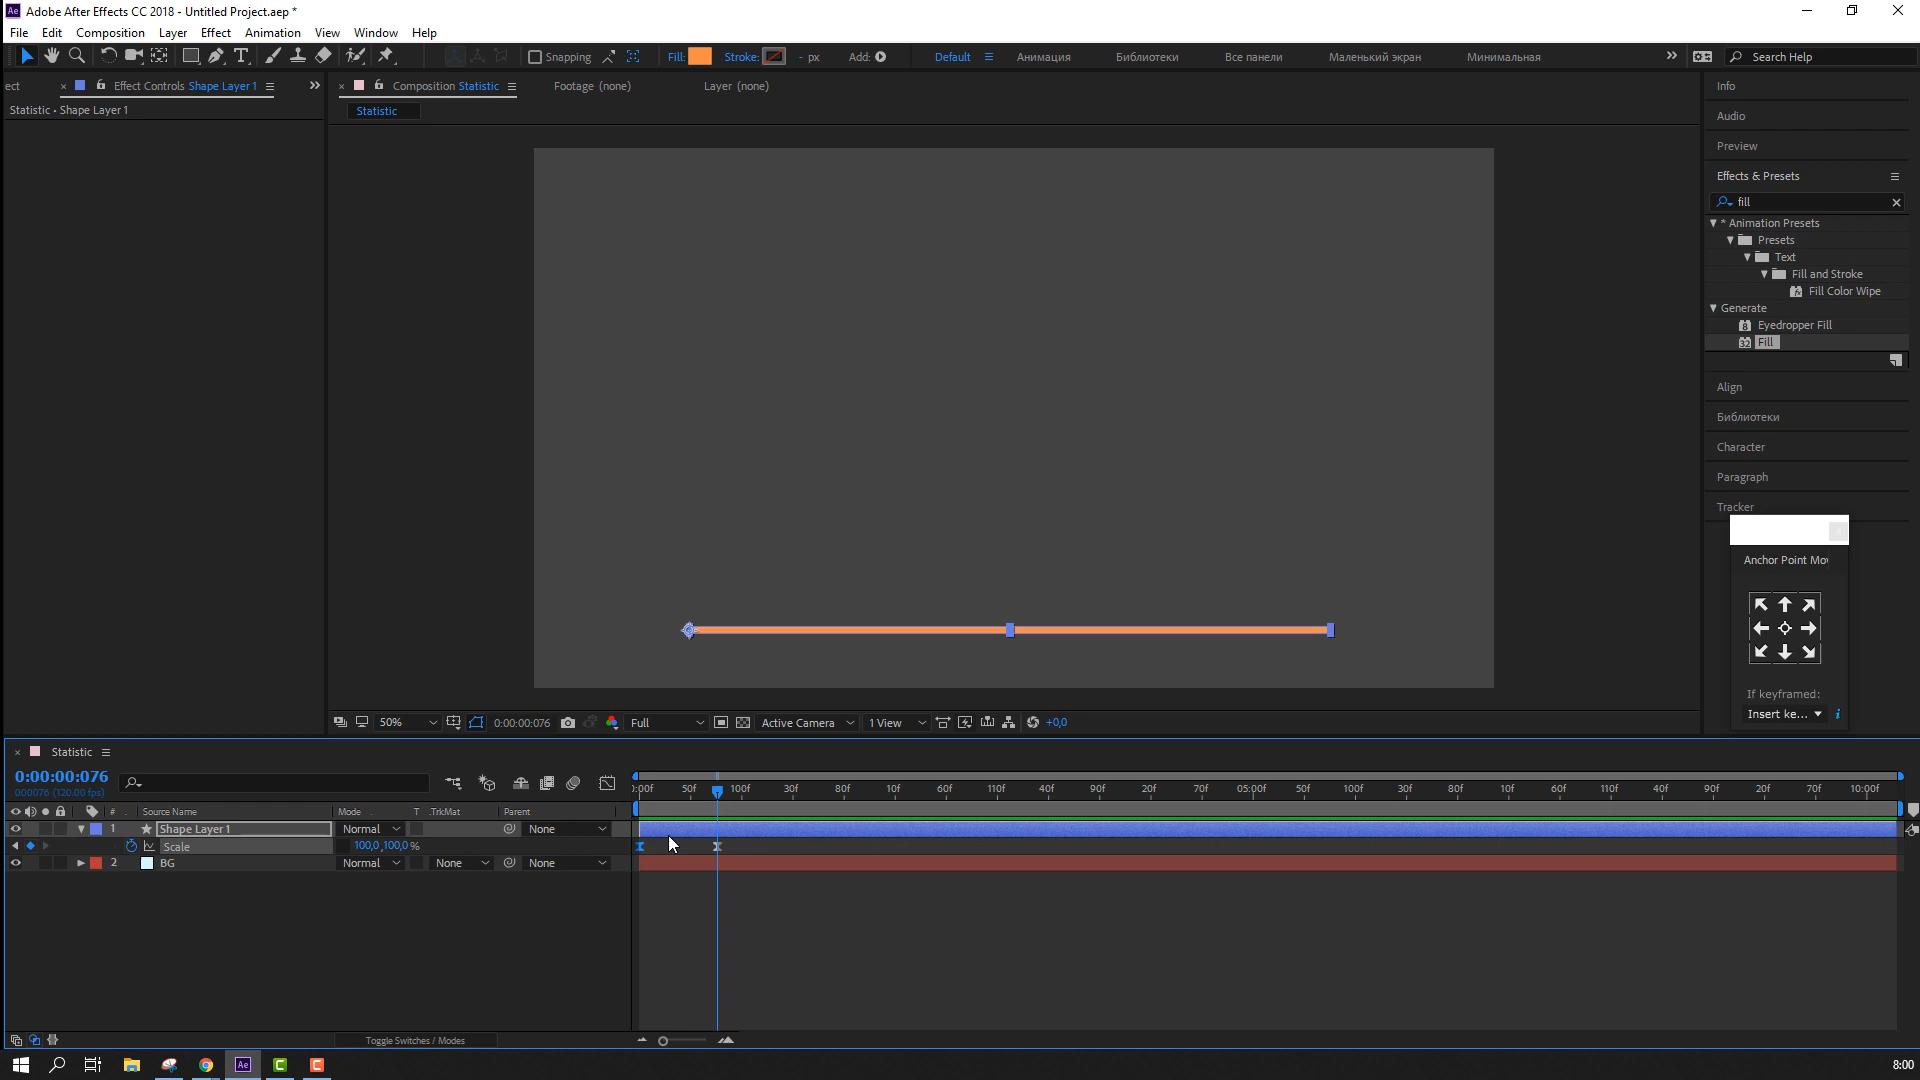 Adobe After Effects CC 2018 - Untitled Project.aep *
File Edit Composition Layer Effect Animation View Window Help
Snapping Fill: Stroke: - px Add: Default Анимация Библиотеки Все панели Маленький экран Минимальная Search Help
ect Effect Controls Shape Layer 1 Composition Statistic Footage (none) Layer (none) Info
Statistic • Shape Layer 1 Statistic
Audio
Preview
Effects & Presets
fill
* Animation Presets
Presets
Text
Fill and Stroke
Fill Color Wipe
Generate
Eyedropper Fill
Fill
Align
Библиотеки
Character
Paragraph
Tracker
Anchor Point Mo
If keyframed:
Insert ke...
50% 0:00:00:076 Full Active Camera 1 View +0,0
Statistic
0:00:00:076
000076 (120.00 fps)
:00f 50f 100f 30f 80f 10f 60f 110f 40f 90f 20f 70f 05:00f 50f 100f 30f 80f 10f 60f 110f 40f 90f 20f 70f 10:00f
# Source Name Mode T .TrkMat Parent
1 Shape Layer 1 Normal None
Scale 100,0,100,0 %
2 BG Normal None None
Toggle Switches / Modes
8:00